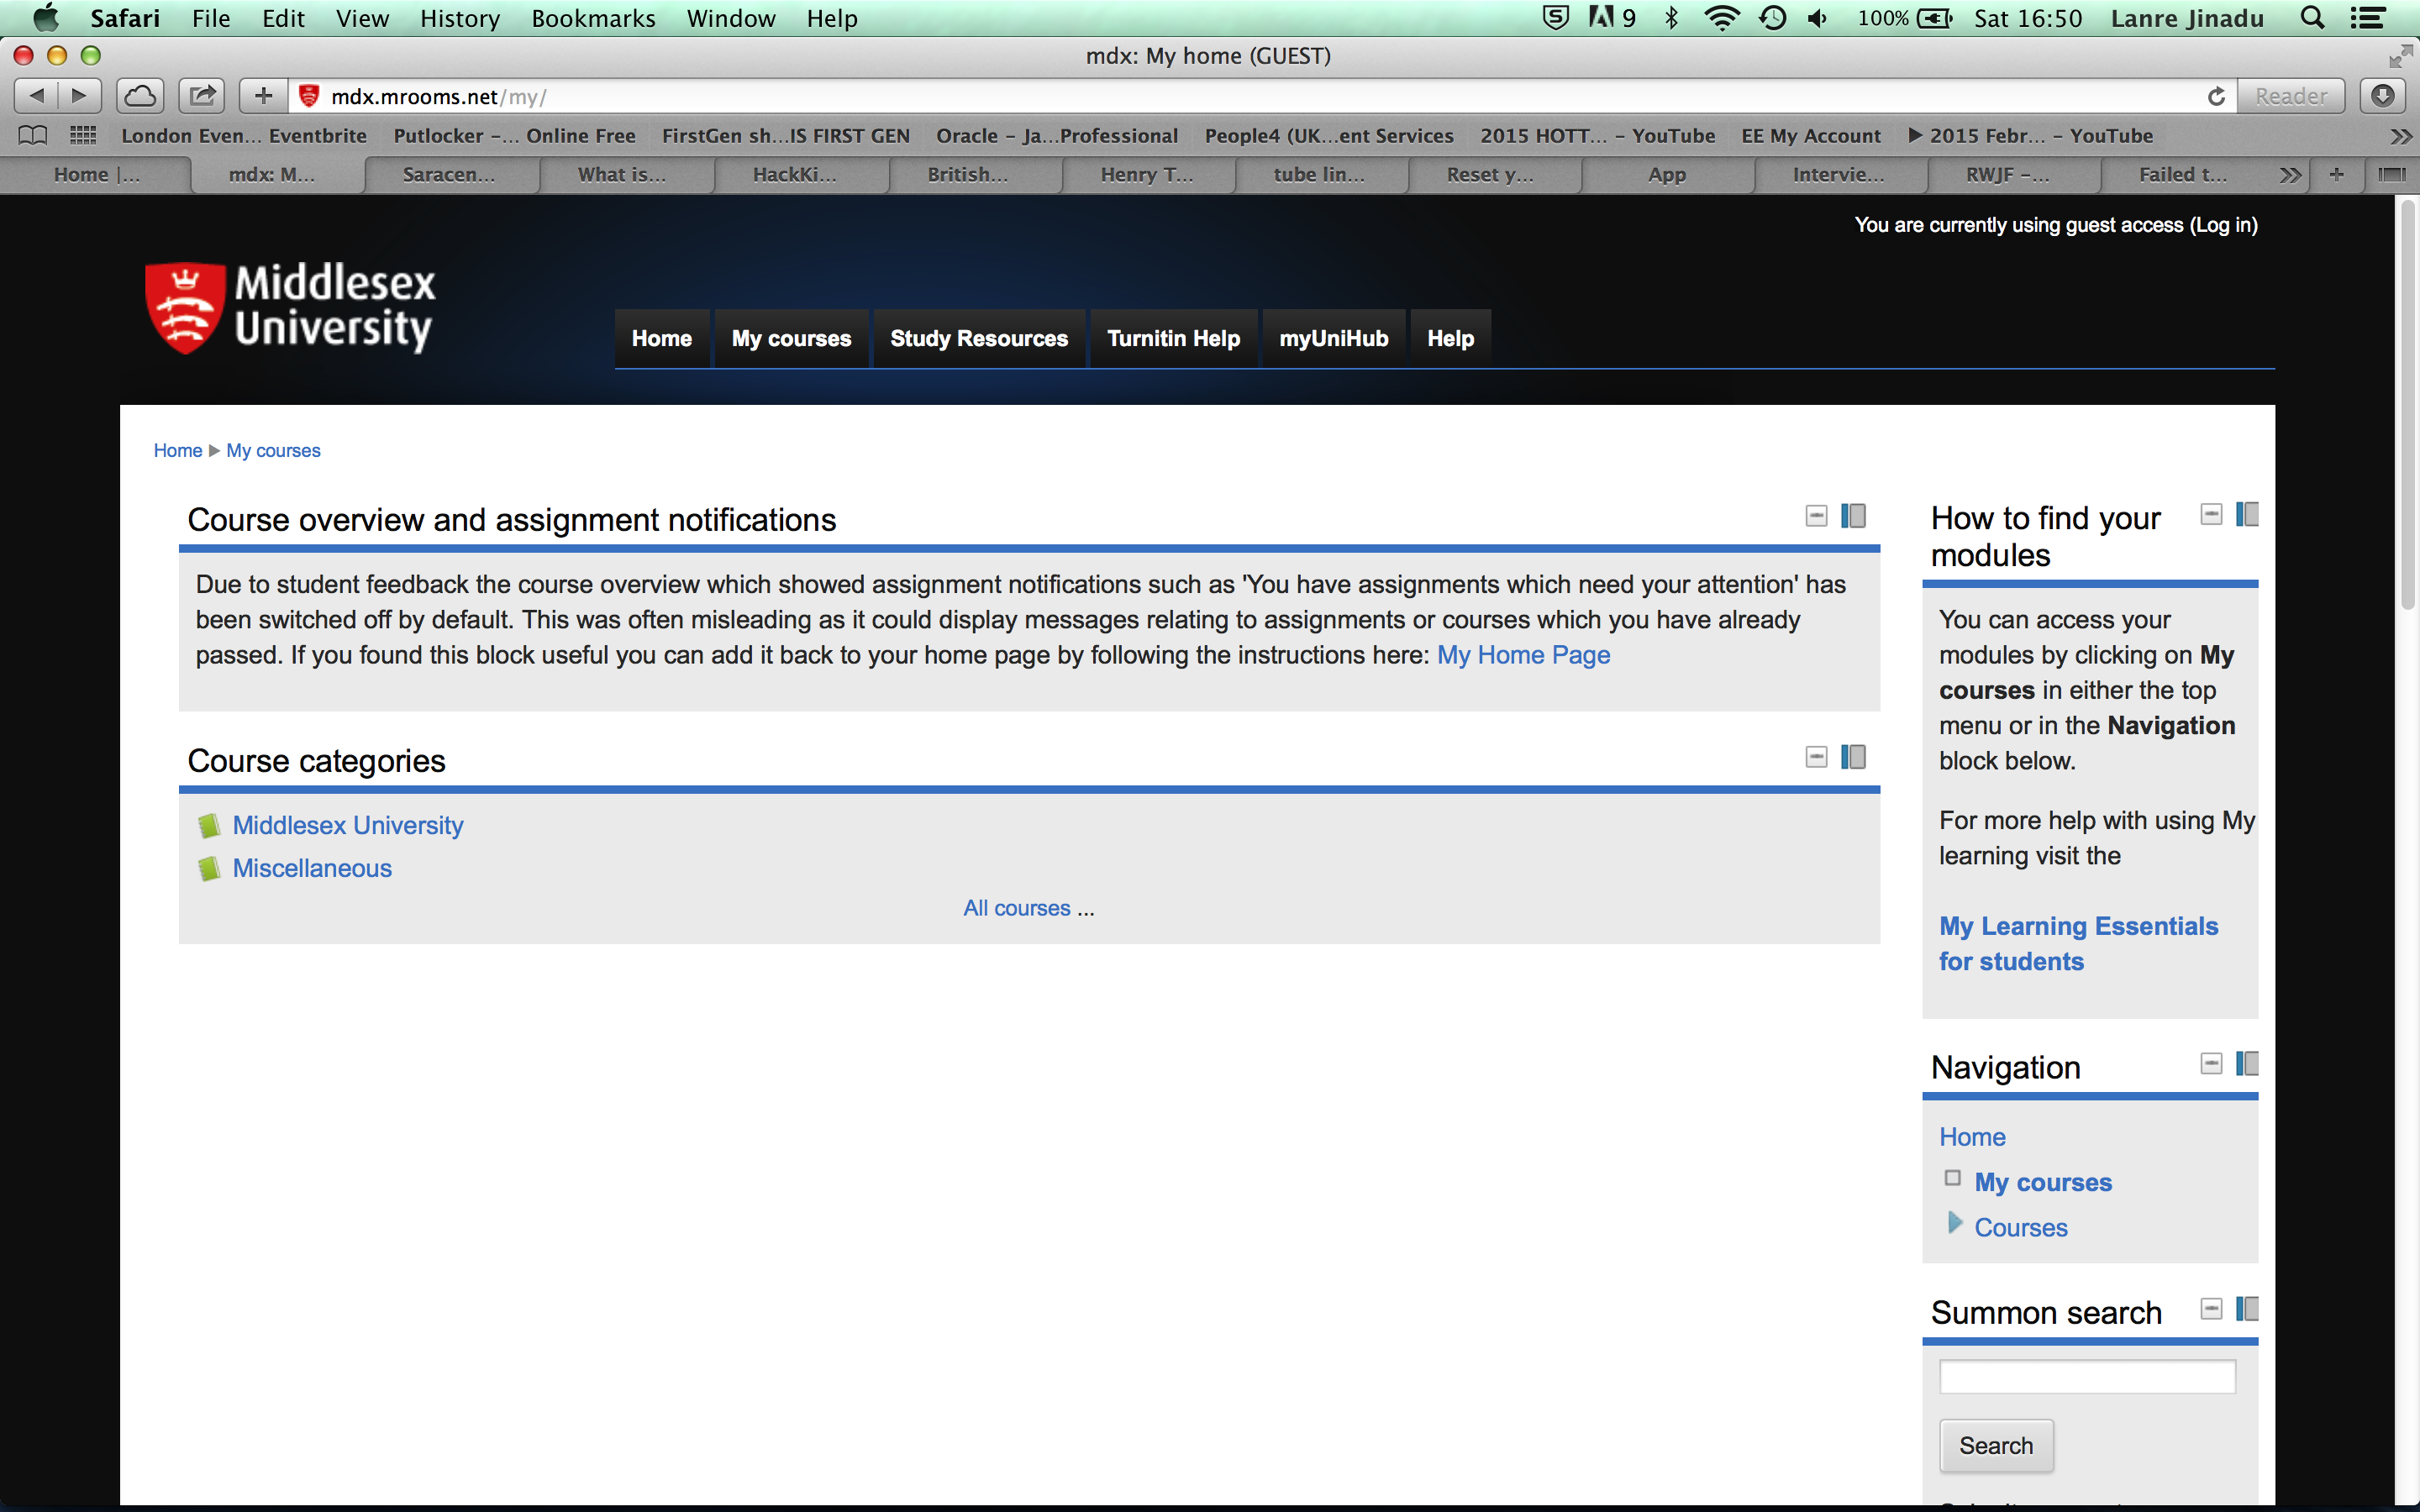 Safari File Edit View History Bookmarks Window Help 9 100% Sat 16:50 Lanre Jinadu
mdx: My home (GUEST)
mdx.mrooms.net/my/ Reader
London Even... Eventbrite Putlocker -... Online Free FirstGen sh...IS FIRST GEN Oracle - Ja...Professional People4 (UK...ent Services 2015 HOTT... - YouTube EE My Account ▶ 2015 Febr... - YouTube
Home |... mdx: M... Saracen... What is... HackKi... British... Henry T... tube lin... Reset y... App Intervie... RWJF -... Failed t...
You are currently using guest access (Log in)
Middlesex
University
Home My courses Study Resources Turnitin Help myUniHub Help
Home ▶ My courses
Course overview and assignment notifications
Due to student feedback the course overview which showed assignment notifications such as 'You have assignments which need your attention' has
been switched off by default. This was often misleading as it could display messages relating to assignments or courses which you have already
passed. If you found this block useful you can add it back to your home page by following the instructions here: My Home Page
Course categories
Middlesex University
Miscellaneous
All courses ...
How to find your
modules
You can access your
modules by clicking on My
courses in either the top
menu or in the Navigation
block below.
For more help with using My
learning visit the
My Learning Essentials
for students
Navigation
Home
My courses
Courses
Summon search
Search